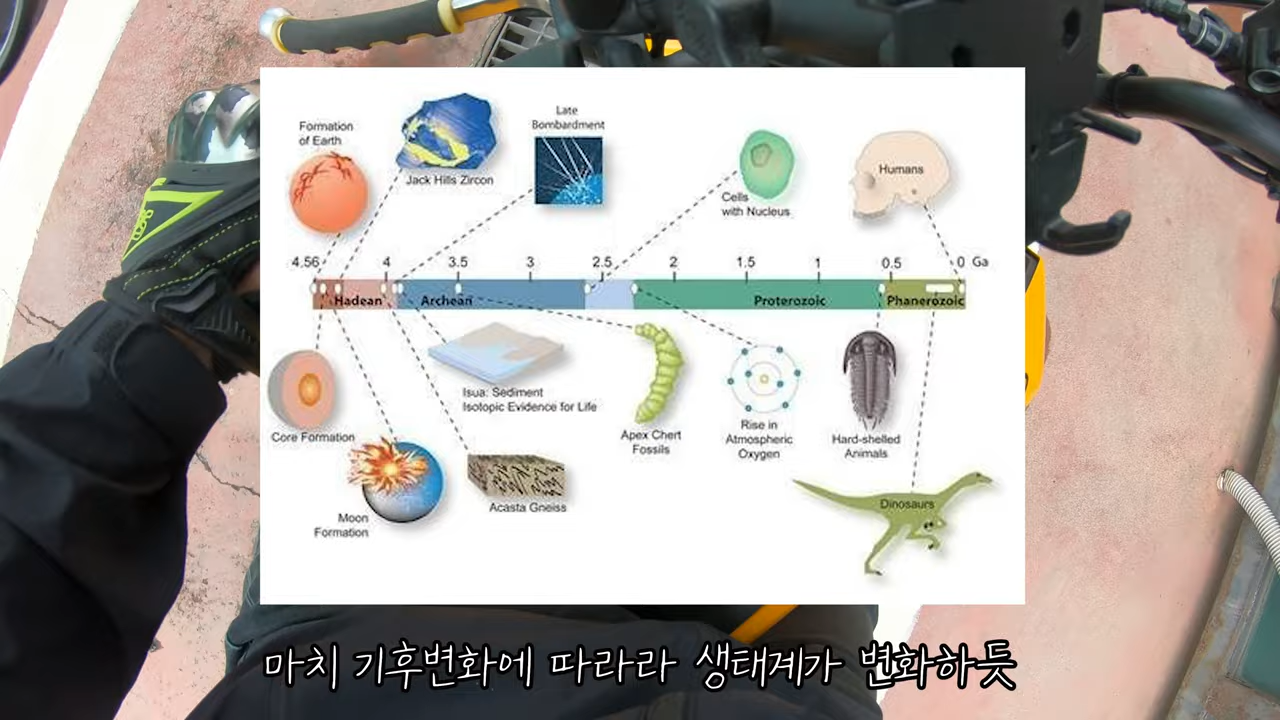 Formation
of Earth
Jack Hills Zircon
Late
Bombardment
Cells
with Nucleus
Humans
4.56 4 3.5 3 2.5 2 1.5 1 0.5 0 Ga
Hadean Archean Proterozoic Phanerozoic
Core Formation
Isua: Sediment
Isotopic Evidence for Life
Apex Chert
Fossils
Rise in
Atmospheric
Oxygen
Hard-shelled
Animals
Moon
Formation
Acasta Gneiss
Dinosaurs
마치 기후변화에 따라라 생태계가 변화하듯